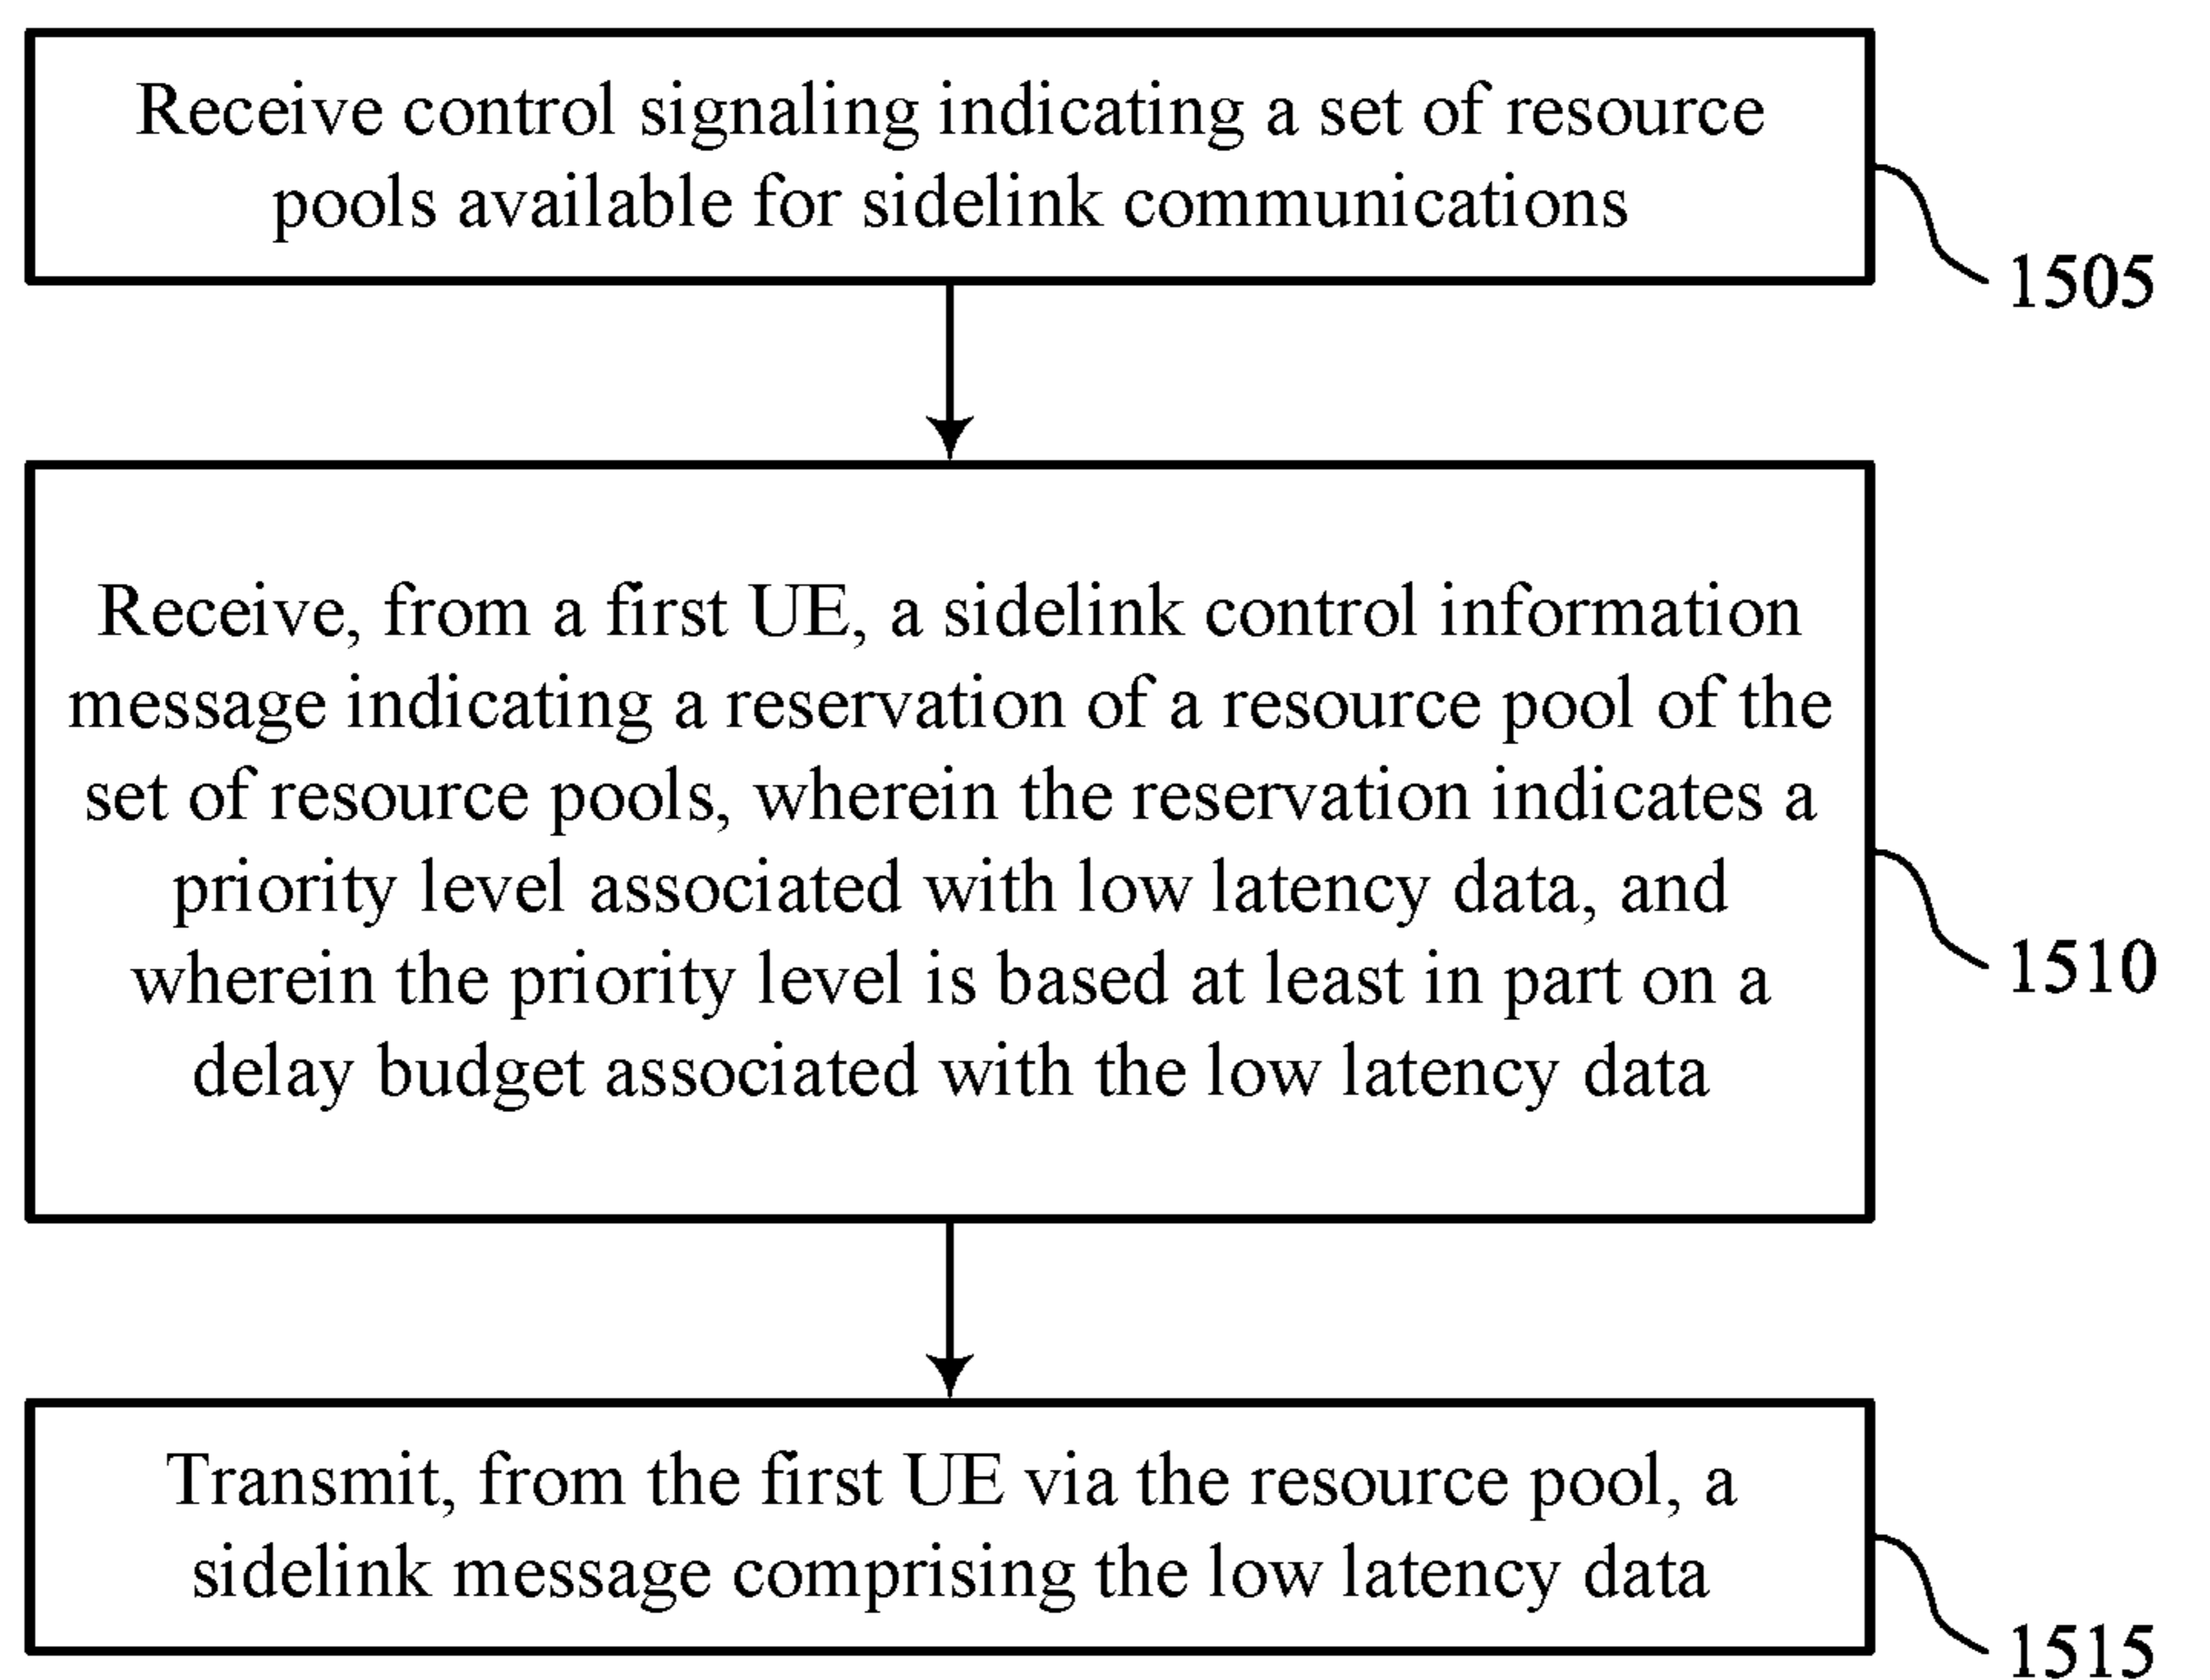 Receive control signaling indicating a set of resource
pools available for sidelink communications
1505
Receive, from a first UE, a sidelink control information
message indicating a reservation of a resource pool of the
set of resource pools, wherein the reservation indicates a
priority level associated with low latency data, and
wherein the priority level is based at least in part on a
delay budget associated with the low latency data
1510
Transmit, from the first UE via the resource pool, a
sidelink message comprising the low latency data
1515